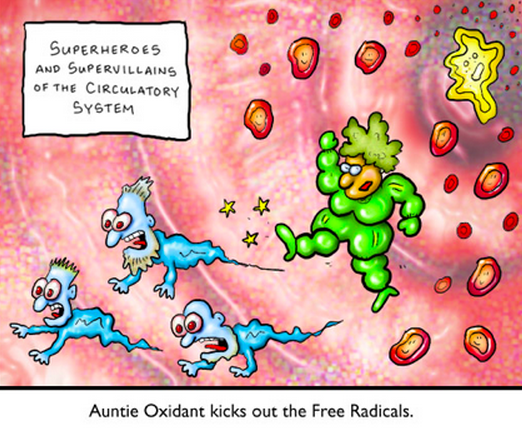 Superheroes
and Supervillains
of the Circulatory
System
Auntie Oxidant kicks out the Free Radicals.